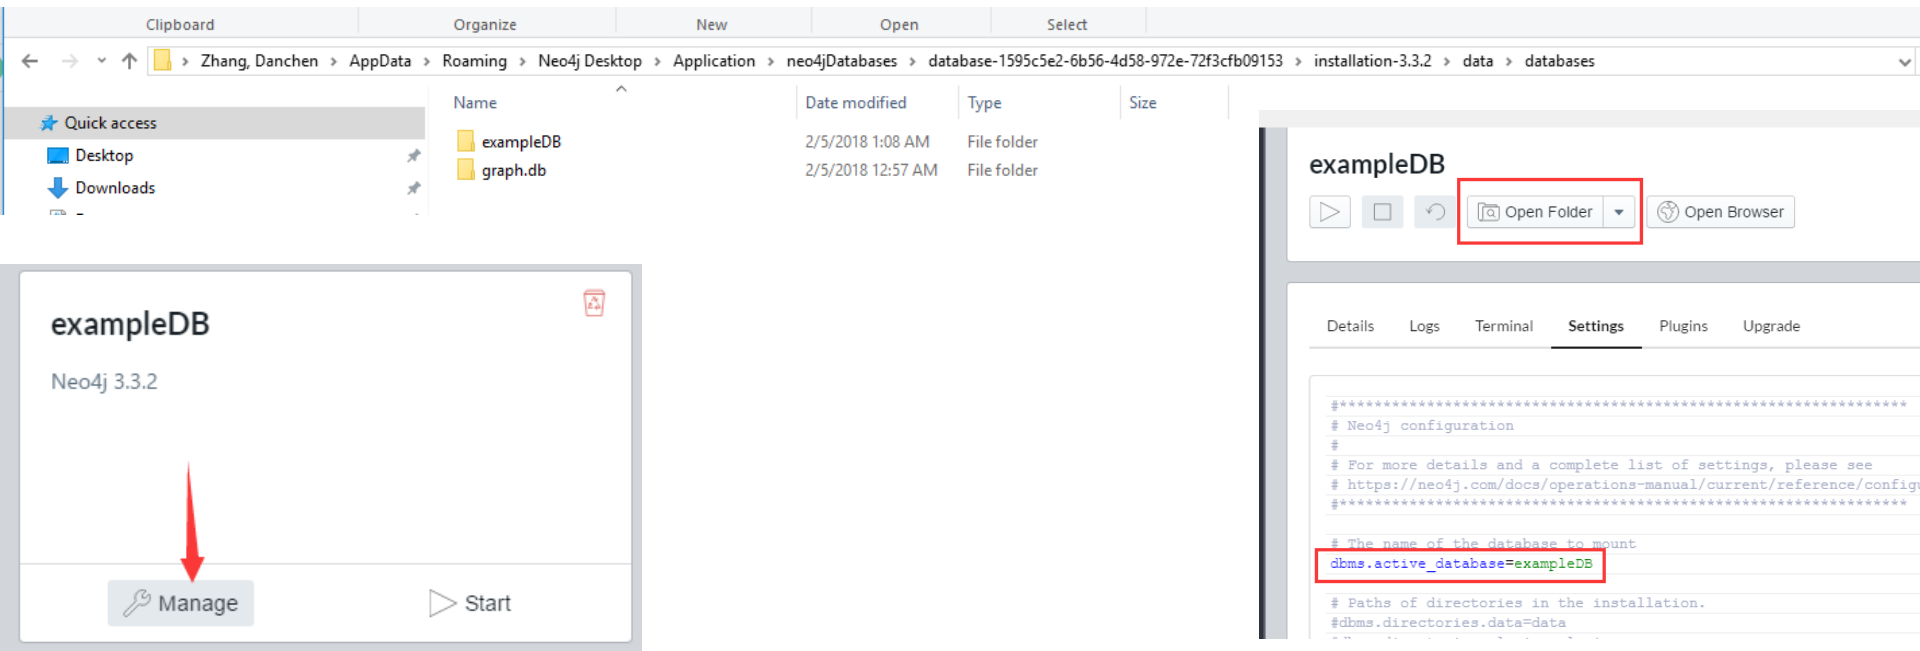 Clipboard Organize New Open Select
Zhang, Danchen > AppData > Roaming > Neo4j Desktop > Application > neo4jDatabases > database-1595c5e2-6b56-4d58-972e-72f3cfb09153 > installation-3.3.2 > data > databases
Name Date modified Type Size
Quick access
Desktop
Downloads
exampleDB 2/5/2018 1:08 AM File folder
graph.db 2/5/2018 12:57 AM File folder
exampleDB
Neo4j 3.3.2
Manage Start
exampleDB
Open Folder Open Browser
Details Logs Terminal Settings Plugins Upgrade
#*****************************************************************
# Neo4j configuration
#
# For more details and a complete list of settings, please see
# https://neo4j.com/docs/operations-manual/current/reference/configu
#*****************************************************************
# The name of the database to mount
dbms.active_database=exampleDB
# Paths of directories in the installation.
#dbms.directories.data=data